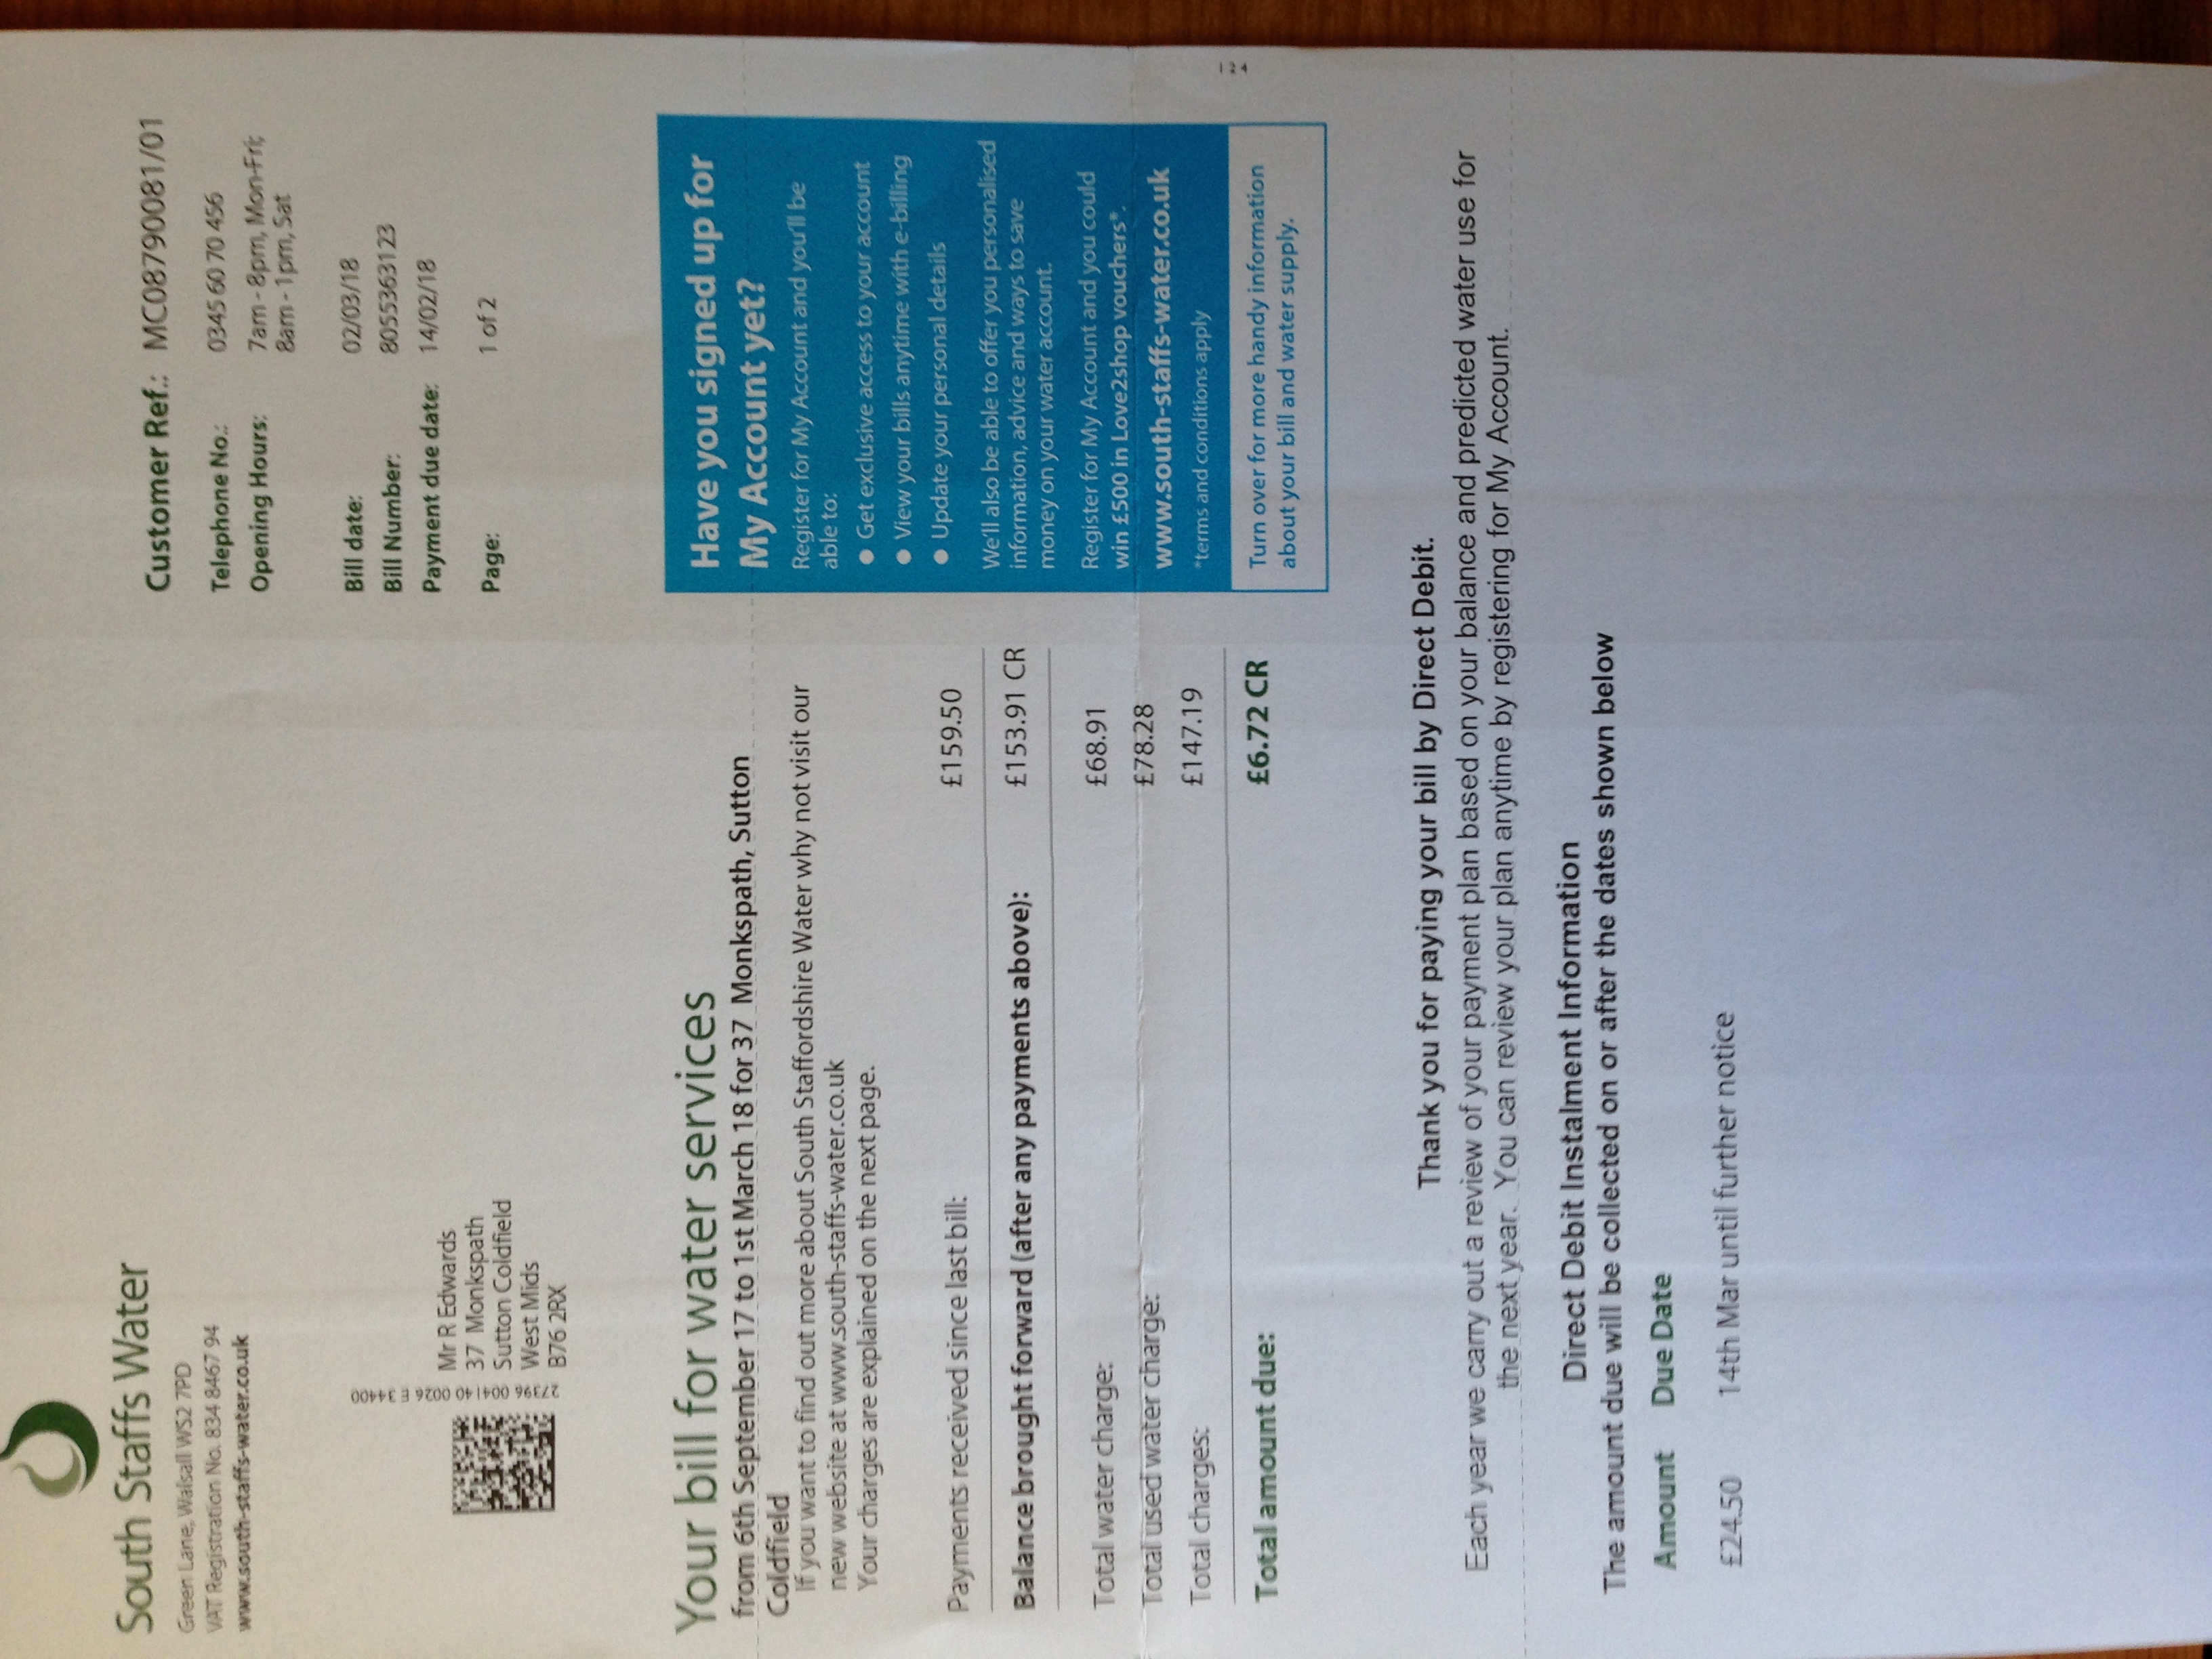 South Staffs Water
Green Lane, Walsall WS2 7PD
VAT Registration No. 834 8467 94
www.south-staffs-water.co.uk
Customer Ref.: MC08790081/01
Telephone No.: 0345 60 70 456
Opening Hours: 7am - 8pm, Mon-Fri;
8am - 1pm, Sat
Bill date: 02/03/18
Bill Number: 8055363123
Payment due date: 14/02/18
Page: 1 of 2
27396 004140 0026 E 34400
Mr R Edwards
37 Monkspath
Sutton Coldfield
West Mids
B76 2RX
Your bill for water services
from 6th September 17 to 1st March 18 for 37 Monkspath, Sutton
Coldfield
If you want to find out more about South Staffordshire Water why not visit our
new website at www.south-staffs-water.co.uk
Your charges are explained on the next page.
Payments received since last bill: £159.50
Balance brought forward (after any payments above): £153.91 CR
Total water charge: £68.91
Total used water charge: £78.28
Total charges: £147.19
Total amount due: £6.72 CR
Have you signed up for
My Account yet?
Register for My Account and you'll be
able to:
● Get exclusive access to your account
● View your bills anytime with e-billing
● Update your personal details
We'll also be able to offer you personalised
information, advice and ways to save
money on your water account.
Register for My Account and you could
win £500 in Love2shop vouchers*.
www.south-staffs-water.co.uk
*terms and conditions apply
Turn over for more handy information
about your bill and water supply.
124
Thank you for paying your bill by Direct Debit.
Each year we carry out a review of your payment plan based on your balance and predicted water use for
the next year. You can review your plan anytime by registering for My Account.
Direct Debit Instalment Information
The amount due will be collected on or after the dates shown below
Amount Due Date
£24.50 14th Mar until further notice